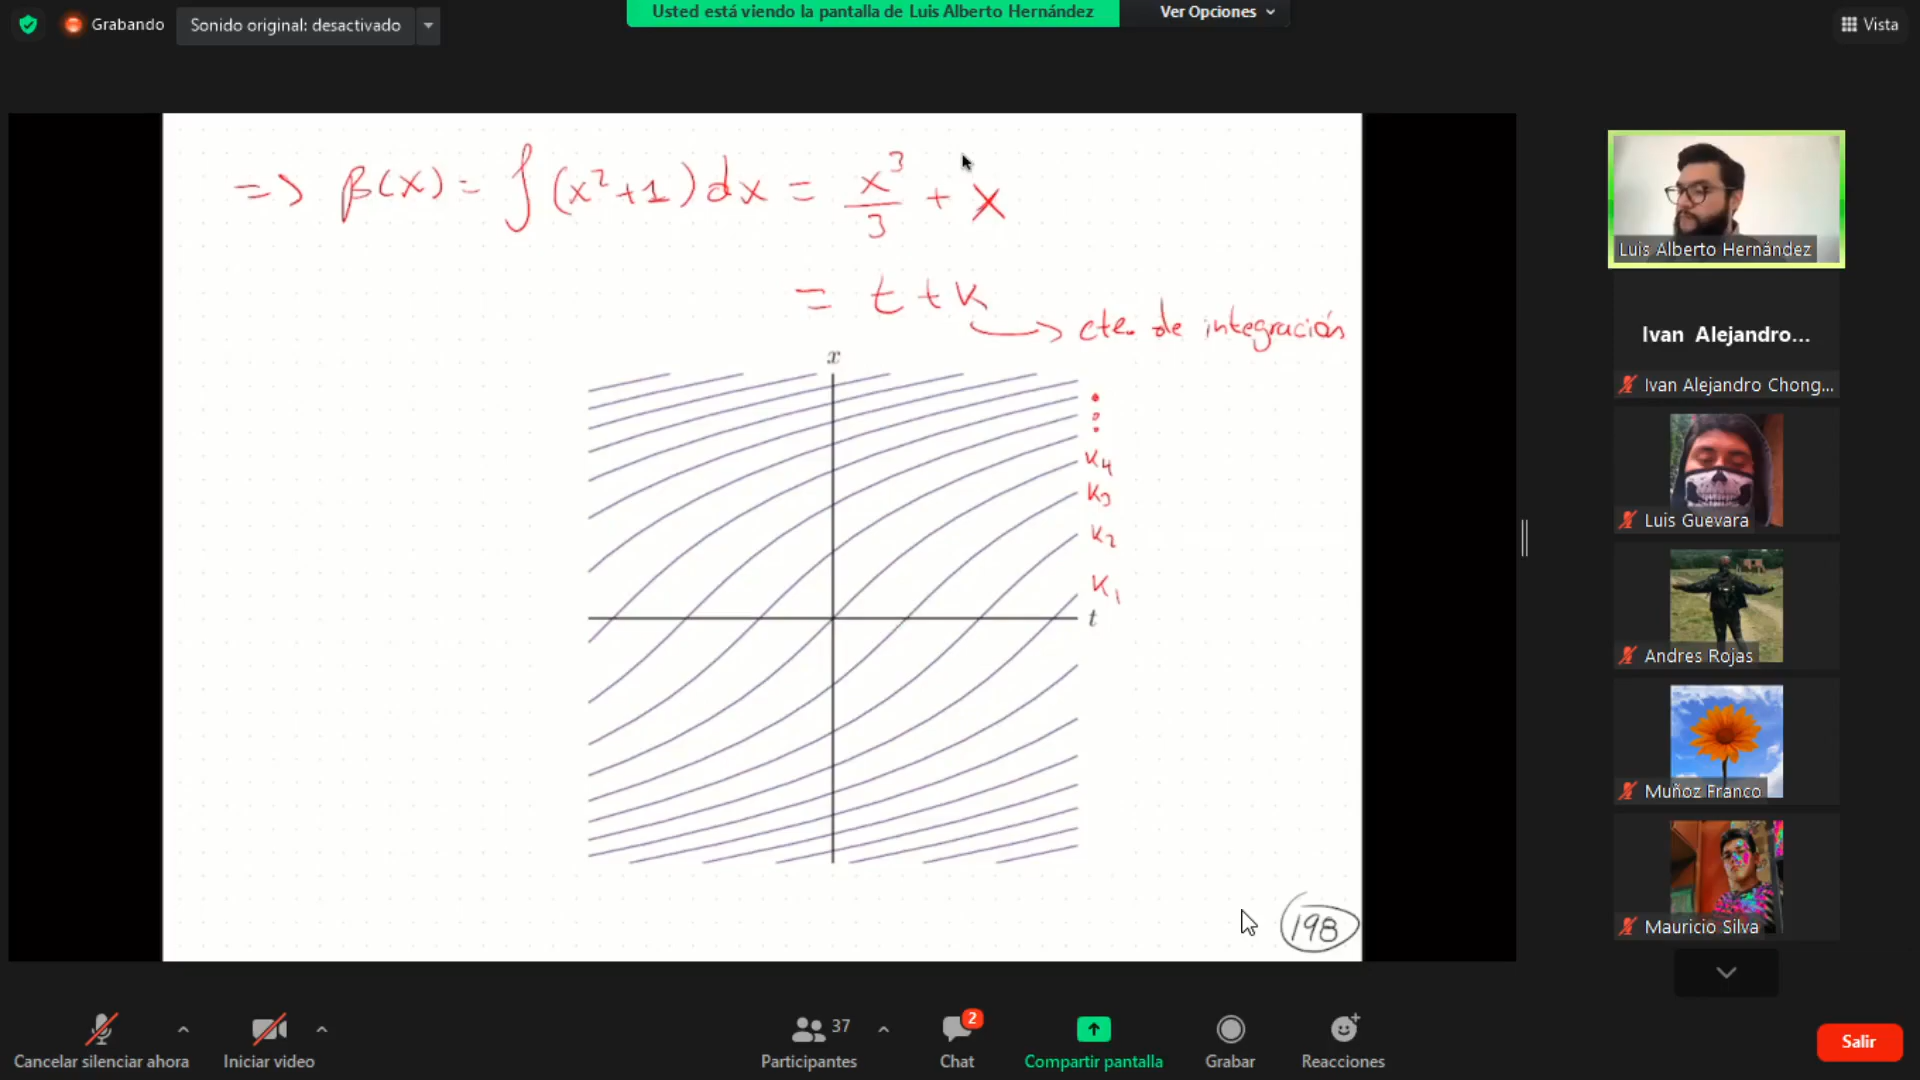 Grabando
Sonido original: desactivado
Usted está viendo la pantalla de Luis Alberto Hernández
Ver Opciones
Vista
=> β(x) = ∫(x²+1)dx = x³/3 + x
= t + k
→ cte. de integración
x
k4
k3
k2
k1
t
198
Luis Alberto Hernández
Ivan Alejandro...
Ivan Alejandro Chong...
Luis Guevara
Andres Rojas
Muñoz Franco
Mauricio Silva
Cancelar silenciar ahora
Iniciar video
37
Participantes
2
Chat
Compartir pantalla
Grabar
Reacciones
Salir